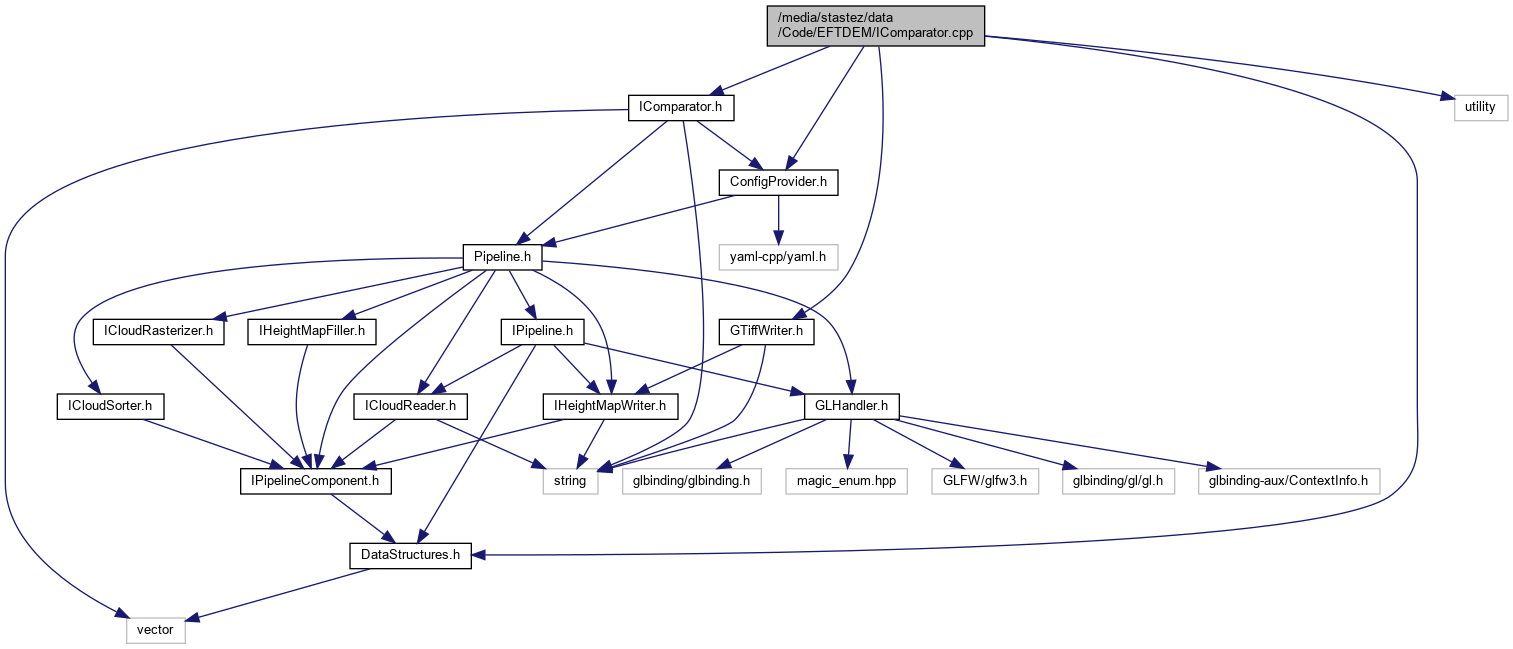 /media/stastez/data
/Code/EFTDEM/IComparator.cpp
IComparator.h
utility
ConfigProvider.h
Pipeline.h
yaml-cpp/yaml.h
ICloudRasterizer.h
IHeightMapFiller.h
IPipeline.h
GTiffWriter.h
ICloudSorter.h
ICloudReader.h
IHeightMapWriter.h
GLHandler.h
IPipelineComponent.h
string
glbinding/glbinding.h
magic_enum.hpp
GLFW/glfw3.h
glbinding/gl/gl.h
glbinding-aux/ContextInfo.h
DataStructures.h
vector